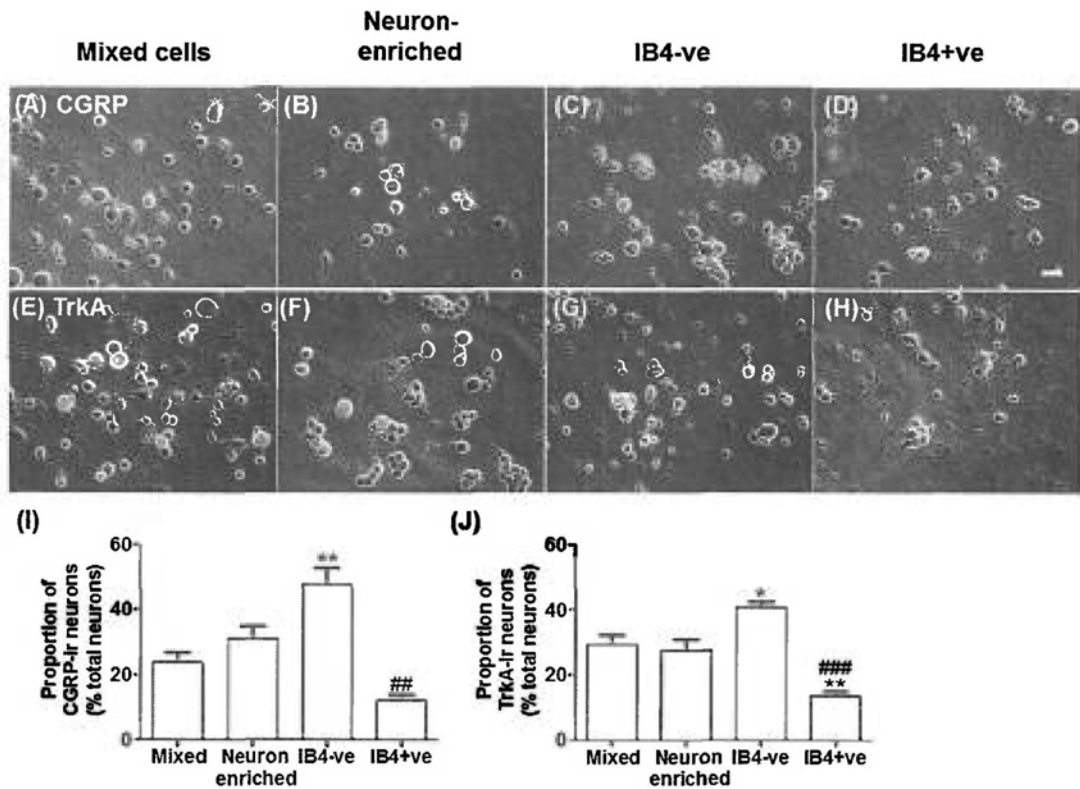 Mixed cells
Neuron-
enriched
IB4-ve
IB4+ve
(A) CGRP
(B)
(C)
(D)
(E) TrkA
(F)
(G)
(H)
(I)
Proportion of
CGRP-Ir neurons
(% total neurons)
60
40
20
0
**
##
Mixed
Neuron
enriched
IB4-ve
IB4+ve
(J)
Proportion of
TrkA-Ir neurons
(% total neurons)
60
40
20
0
*
###
**
Mixed
Neuron
enriched
IB4-ve
IB4+ve